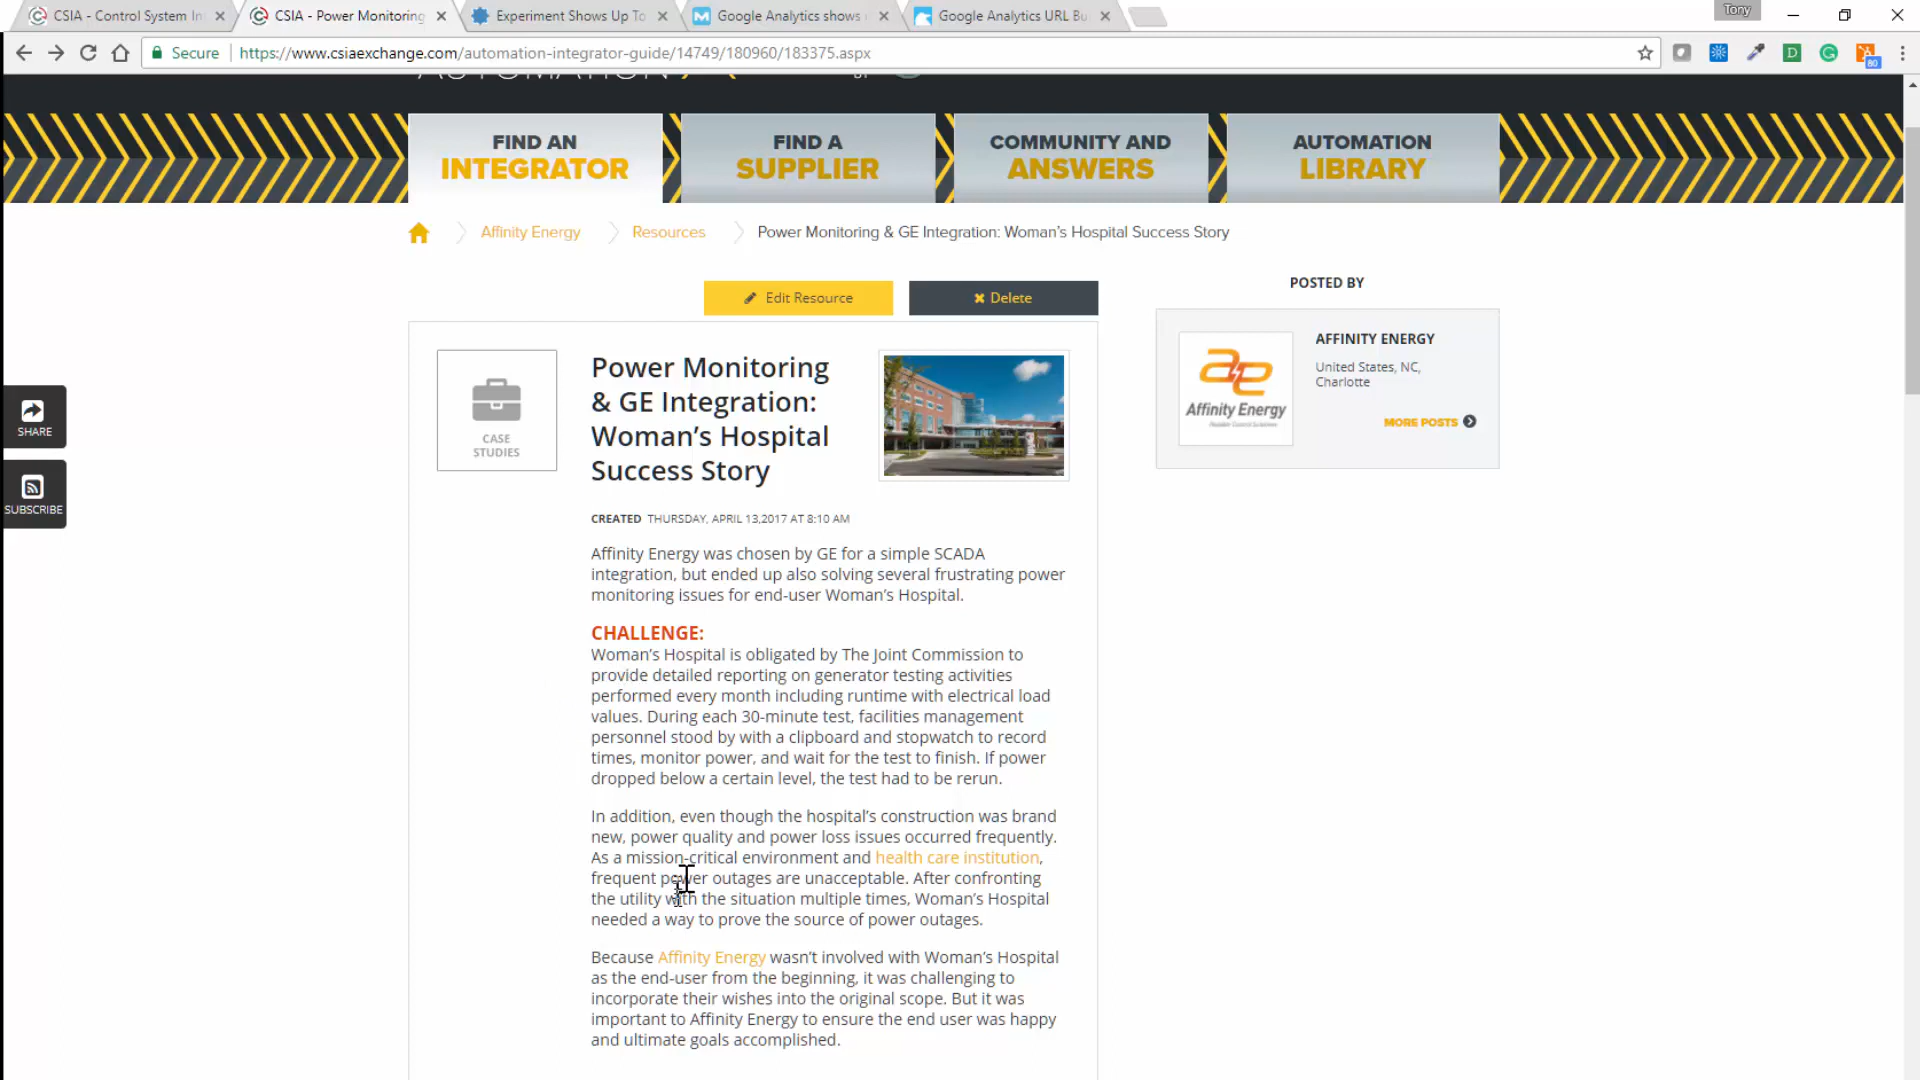 CSIA - Control System In
CSIA - Power Monitoring
Experiment Shows Up To
Google Analytics shows
Google Analytics URL Bu
Tony
Secure
https://www.csiaexchange.com/automation-integrator-guide/14749/180960/183375.aspx
80
FIND AN
INTEGRATOR
FIND A
SUPPLIER
COMMUNITY AND
ANSWERS
AUTOMATION
LIBRARY
Affinity Energy
Resources
Power Monitoring & GE Integration: Woman's Hospital Success Story
Edit Resource
Delete
POSTED BY
Affinity Energy
AFFINITY ENERGY
United States, NC,
Charlotte
MORE POSTS
SHARE
SUBSCRIBE
CASE
STUDIES
Power Monitoring
& GE Integration:
Woman's Hospital
Success Story
CREATED THURSDAY, APRIL 13,2017 AT 8:10 AM
Affinity Energy was chosen by GE for a simple SCADA
integration, but ended up also solving several frustrating power
monitoring issues for end-user Woman's Hospital.
CHALLENGE:
Woman's Hospital is obligated by The Joint Commission to
provide detailed reporting on generator testing activities
performed every month including runtime with electrical load
values. During each 30-minute test, facilities management
personnel stood by with a clipboard and stopwatch to record
times, monitor power, and wait for the test to finish. If power
dropped below a certain level, the test had to be rerun.
In addition, even though the hospital's construction was brand
new, power quality and power loss issues occurred frequently.
As a mission-critical environment and health care institution,
frequent power outages are unacceptable. After confronting
the utility with the situation multiple times, Woman's Hospital
needed a way to prove the source of power outages.
Because Affinity Energy wasn't involved with Woman's Hospital
as the end-user from the beginning, it was challenging to
incorporate their wishes into the original scope. But it was
important to Affinity Energy to ensure the end user was happy
and ultimate goals accomplished.